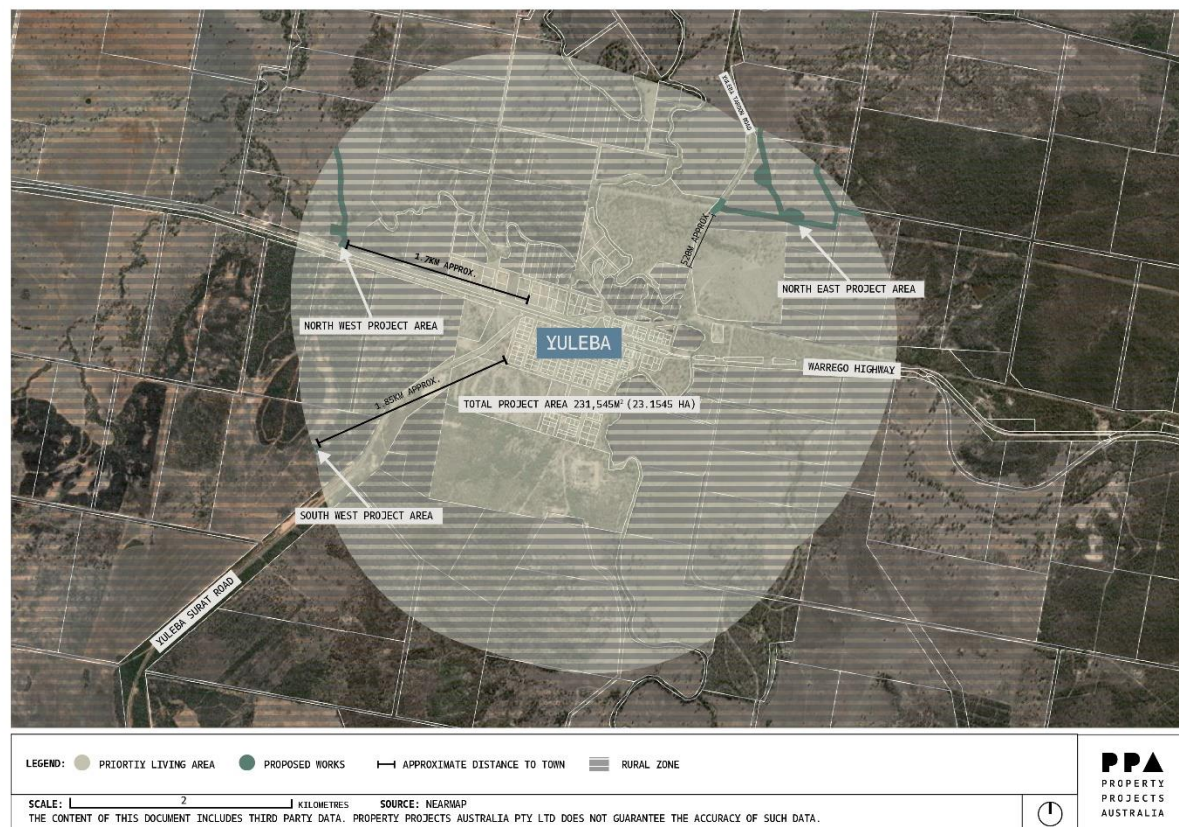 YULEBA TAROOM ROAD
520M APPROX.
1.7KM APPROX.
NORTH EAST PROJECT AREA
NORTH WEST PROJECT AREA
YULEBA
WARREGO HIGHWAY
1.85KM APPROX.
TOTAL PROJECT AREA 231,545M² (23.1545 HA)
SOUTH WEST PROJECT AREA
YULEBA SURAT ROAD
LEGEND: PRIORTIY LIVING AREA PROPOSED WORKS APPROXIMATE DISTANCE TO TOWN RURAL ZONE
SCALE: 2 KILOMETRES SOURCE: NEARMAP
THE CONTENT OF THIS DOCUMENT INCLUDES THIRD PARTY DATA. PROPERTY PROJECTS AUSTRALIA PTY LTD DOES NOT GUARANTEE THE ACCURACY OF SUCH DATA.
PPA
PROPERTY
PROJECTS
AUSTRALIA